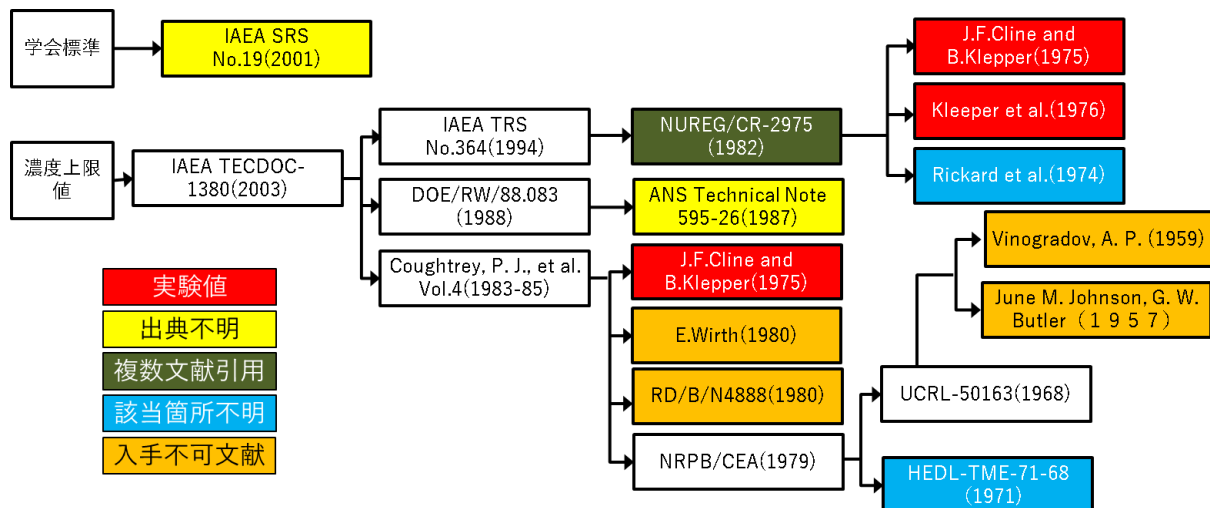 学会標準
IAEA SRS
No.19(2001)
濃度上限
値
IAEA TECDOC-
1380(2003)
IAEA TRS
No.364(1994)
DOE/RW/88.083
(1988)
Coughtrey, P. J., et al.
Vol.4(1983-85)
NUREG/CR-2975
(1982)
ANS Technical Note
595-26(1987)
J.F.Cline and
B.Klepper(1975)
E.Wirth(1980)
RD/B/N4888(1980)
NRPB/CEA(1979)
J.F.Cline and
B.Klepper(1975)
Kleeper et al.(1976)
Rickard et al.(1974)
Vinogradov, A. P. (1959)
June M. Johnson, G. W.
Butler（１９５７）
UCRL-50163(1968)
HEDL-TME-71-68
(1971)
実験値
出典不明
複数文献引用
該当箇所不明
入手不可文献